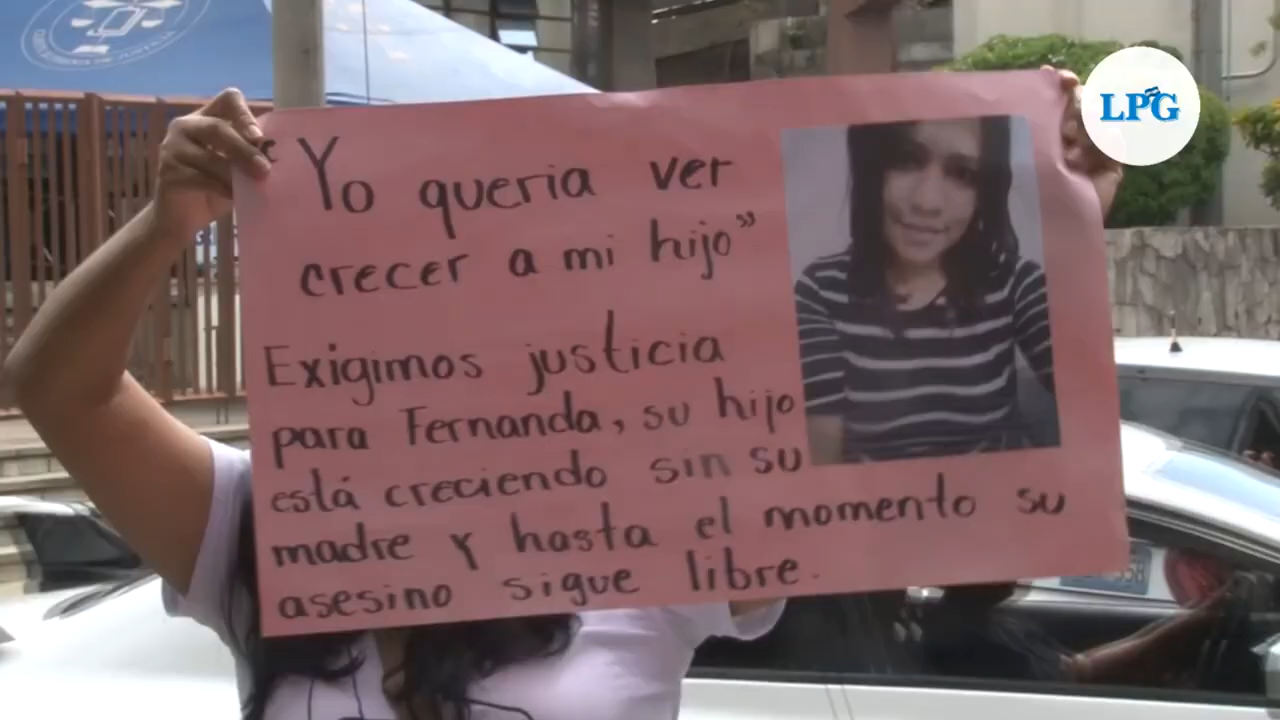 "Yo queria ver
crecer a mi hijo"
Exigimos justicia
para Fernanda, su hijo
está creciendo sin su
madre y hasta el momento su
asesino sigue libre.
LPG